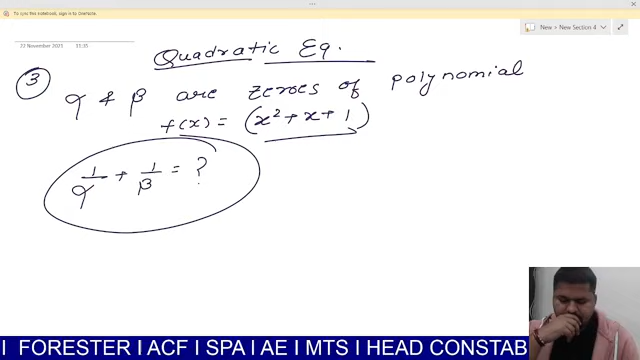 To sync this notebook, sign in to OneNote.
New > New Section 4
22 November 2021 11:35
Quadratic Eq.
③ α & β are zeroes of polynomial
f(x) = (x² + x + 1)
1/α + 1/β = ?
I FORESTER I ACF I SPA I AE I MTS I HEAD CONSTAB